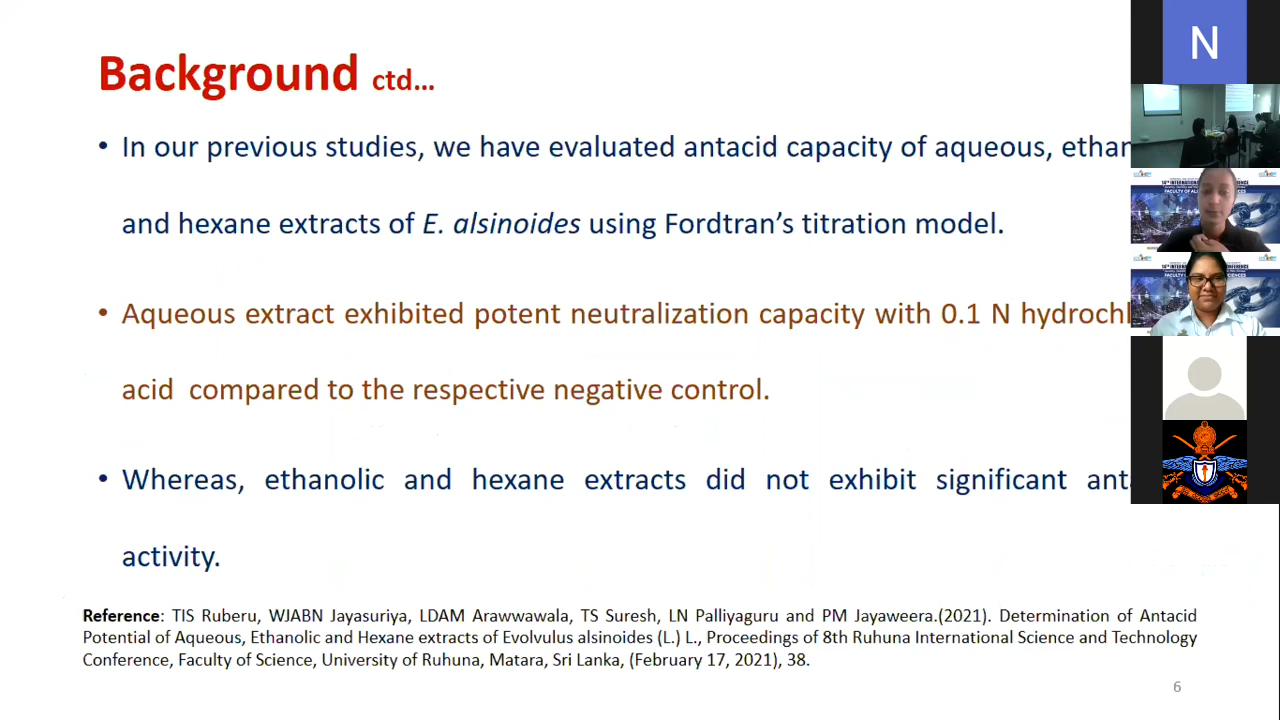 Background ctd...
• In our previous studies, we have evaluated antacid capacity of aqueous,
and hexane extracts of E. alsinoides using Fordtran's titration model.
• Aqueous extract exhibited potent neutralization capacity with 0.1 N
acid compared to the respective negative control.
• Whereas, ethanolic and hexane extracts did not exhibit significant
activity.
Reference: TIS Ruberu, WJABN Jayasuriya, LDAM Arawwawala, TS Suresh, LN Palliyaguru and PM Jayaweera.(2021). Determination of Antacid
Potential of Aqueous, Ethanolic and Hexane extracts of Evolvulus alsinoides (L.) L., Proceedings of 8th Ruhuna International Science and Technology
Conference, Faculty of Science, University of Ruhuna, Matara, Sri Lanka, (February 17, 2021), 38.
6
N